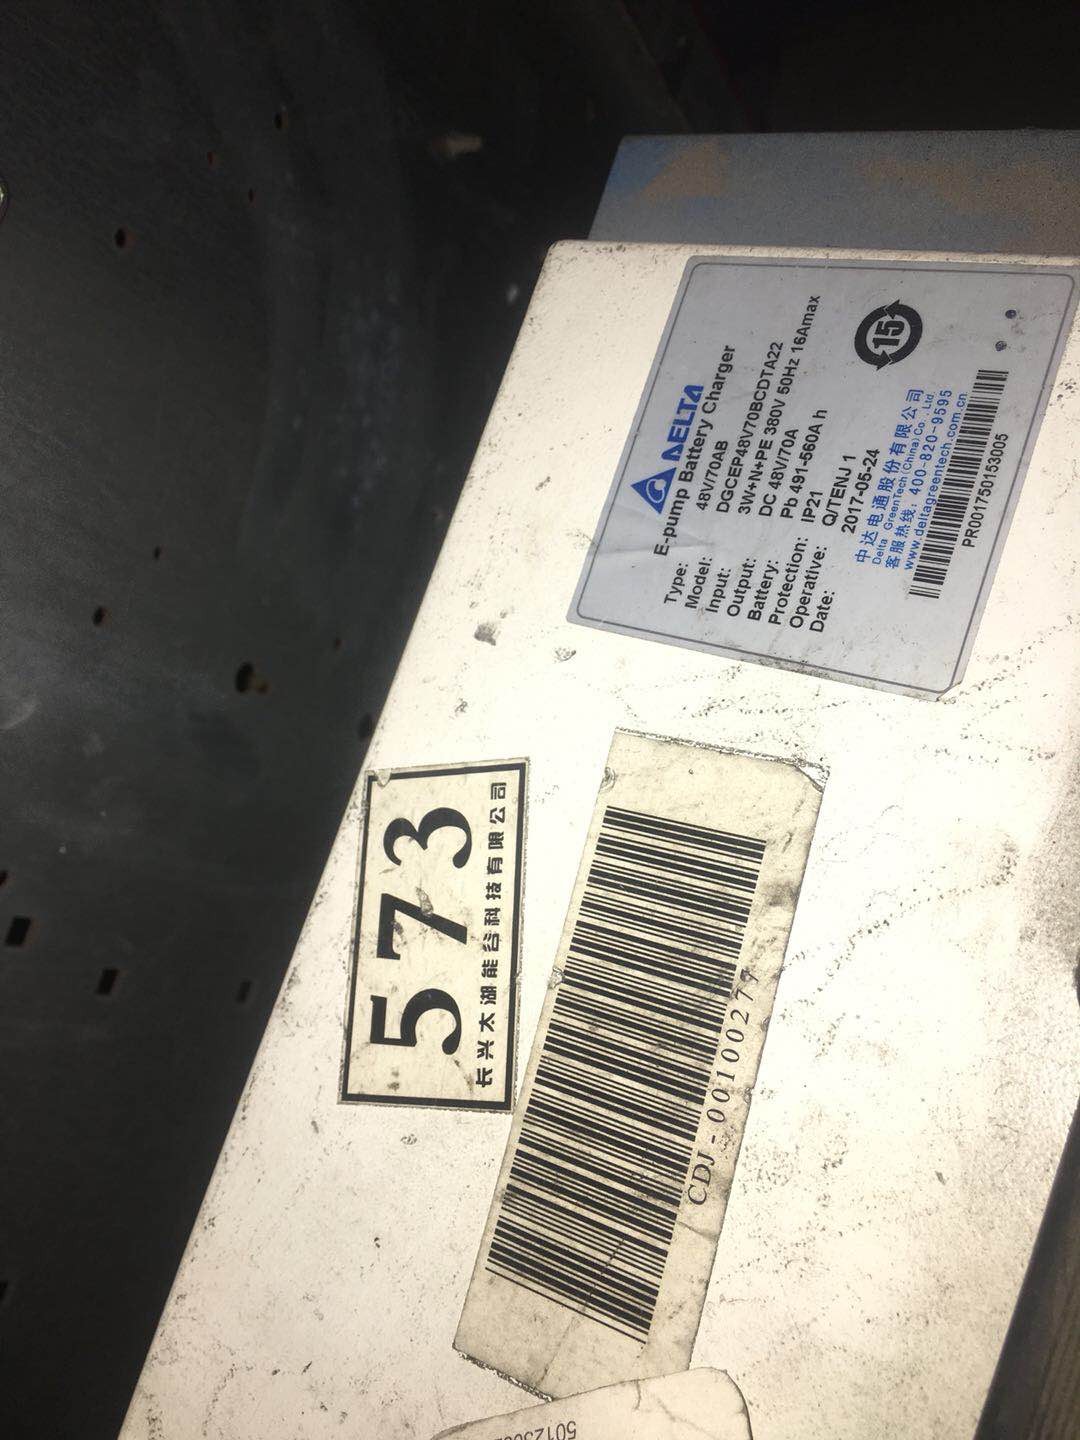 DELTA
E-pump Battery Charger
Type: 48V/70AB
Model: DGCEP48V70BCDTA22
Input: 3W+N+PE 380V 50Hz 16Amax
Output: DC 48V/70A
Battery: Pb 491-560A h
Protection: IP21
Operative: Q/TENJ 1
Date: 2017-05-24
15
中达电通股份有限公司
Delta GreenTech(China) Co., Ltd.
客服热线: 400-820-9595
www.deltagreentech.com.cn
PR001750153005
573
长兴太湖能谷科技有限公司
CDJ-00100277